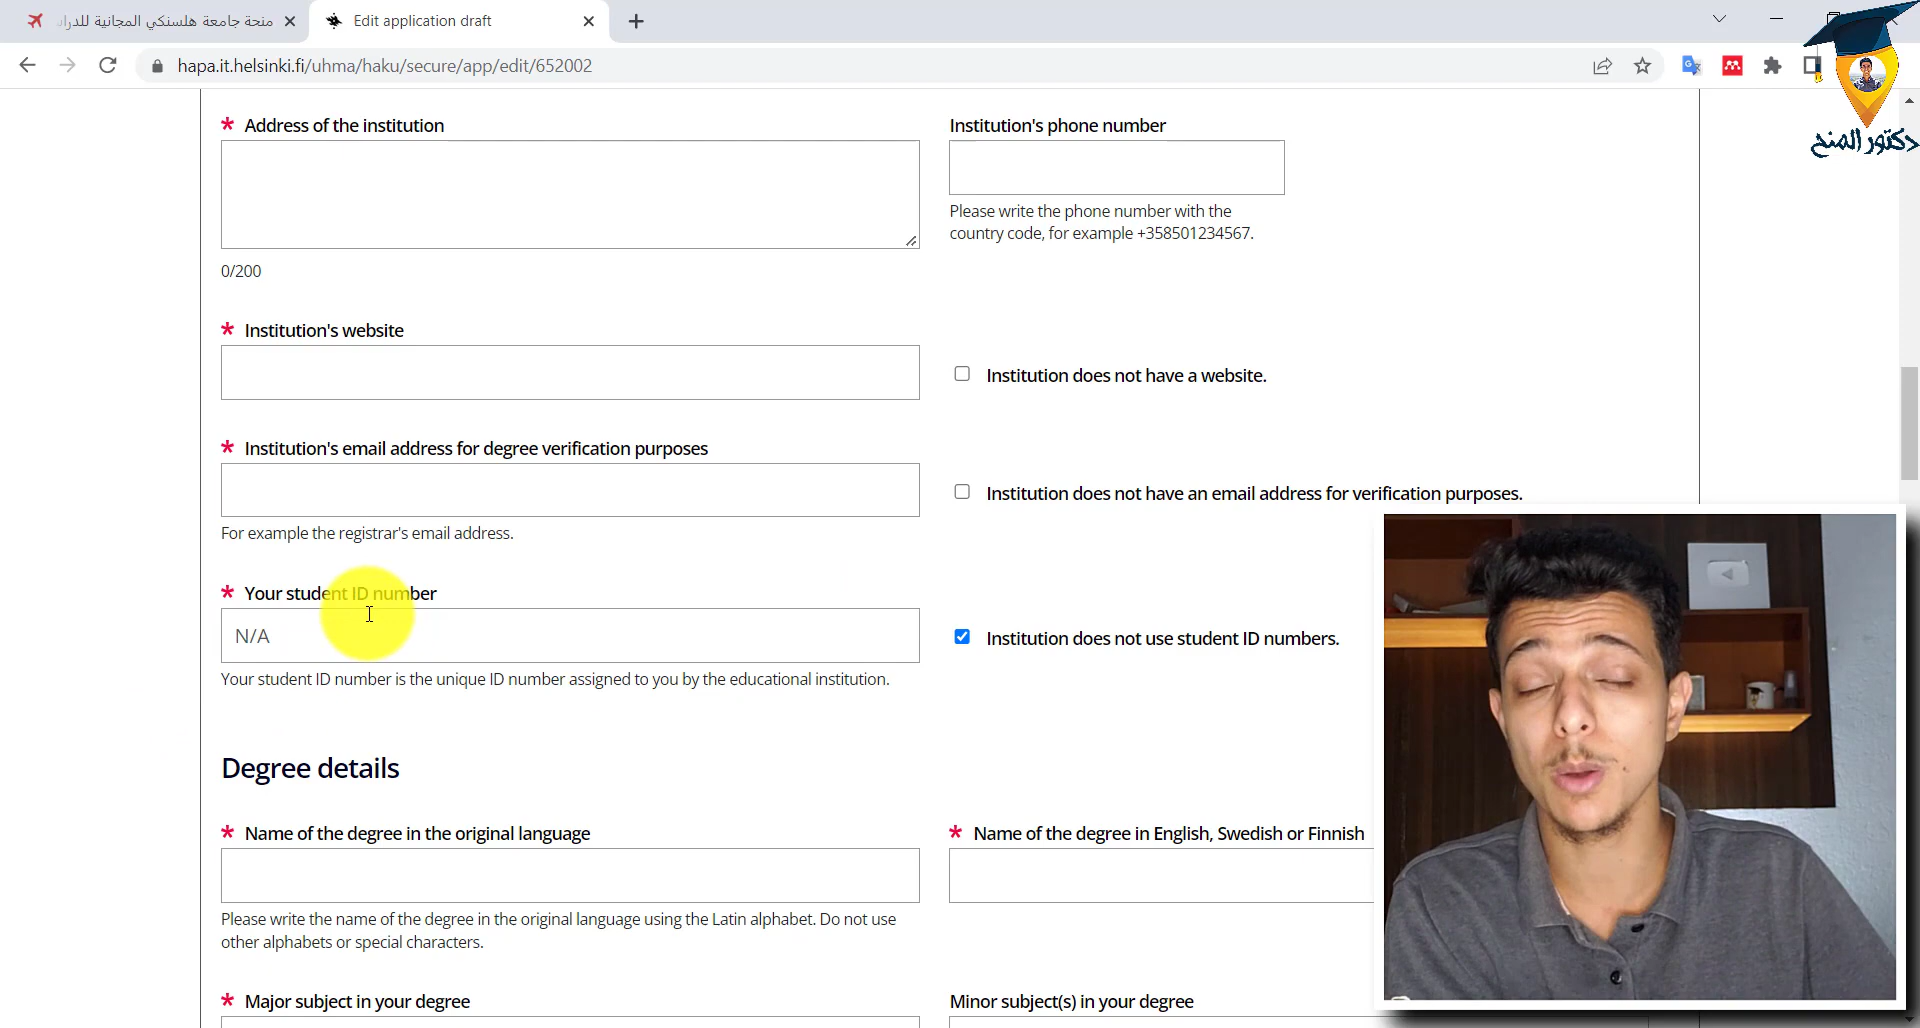 منحة جامعة هلسنكي المجانية للدرا
Edit application draft
hapa.it.helsinki.fi/uhma/haku/secure/app/edit/652002
دكتور المنح
* Address of the institution
Institution's phone number
Please write the phone number with the
country code, for example +358501234567.
0/200
* Institution's website
Institution does not have a website.
* Institution's email address for degree verification purposes
Institution does not have an email address for verification purposes.
For example the registrar's email address.
* Your student ID number
N/A
Institution does not use student ID numbers.
Your student ID number is the unique ID number assigned to you by the educational institution.
Degree details
* Name of the degree in the original language
* Name of the degree in English, Swedish or Finnish
Please write the name of the degree in the original language using the Latin alphabet. Do not use
other alphabets or special characters.
* Major subject in your degree
Minor subject(s) in your degree